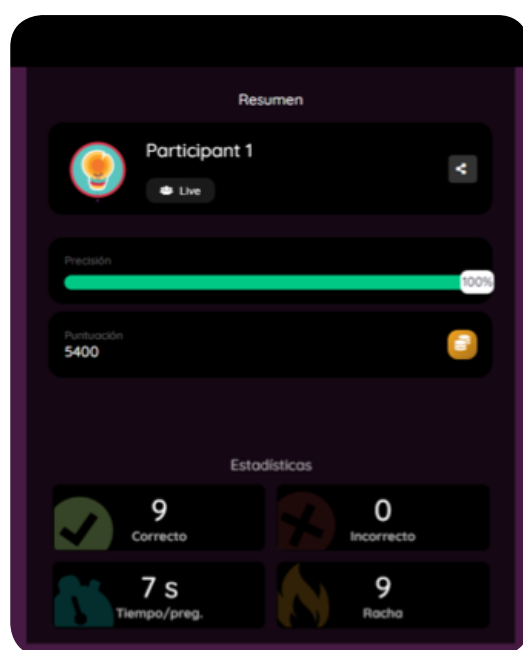 Resumen
Participant 1
Live
Precisión
100%
Puntuación
5400
Estadísticas
9
Correcto
0
Incorrecto
7 s
Tiempo/preg.
9
Racha